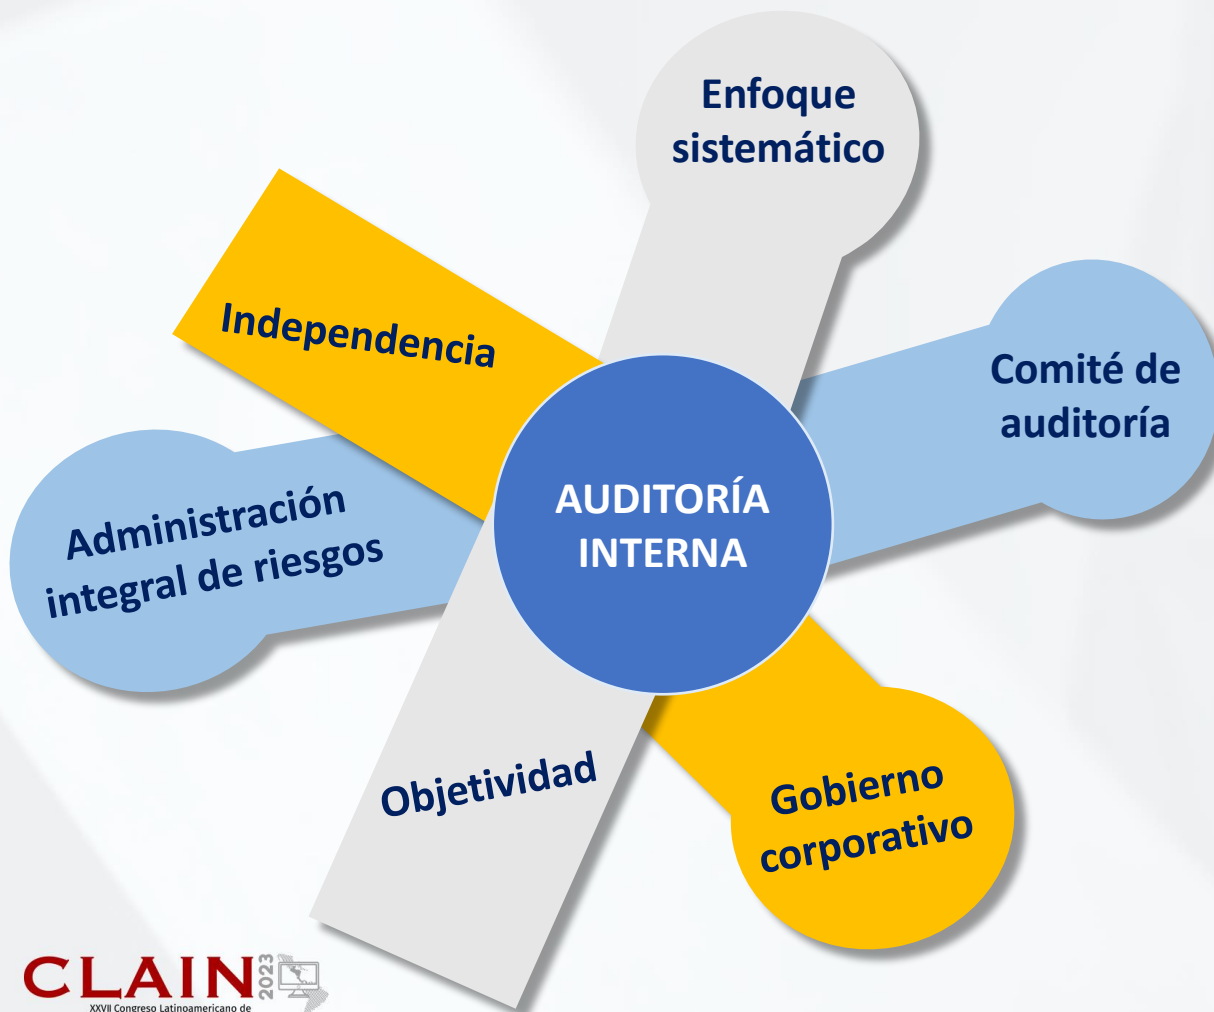 Enfoque
sistemático
Independencia
Comité de
auditoría
Administración
integral de riesgos
AUDITORÍA
INTERNA
Objetividad
Gobierno
corporativo
CLAIN 2023
XXVII Congreso Latinoamericano de